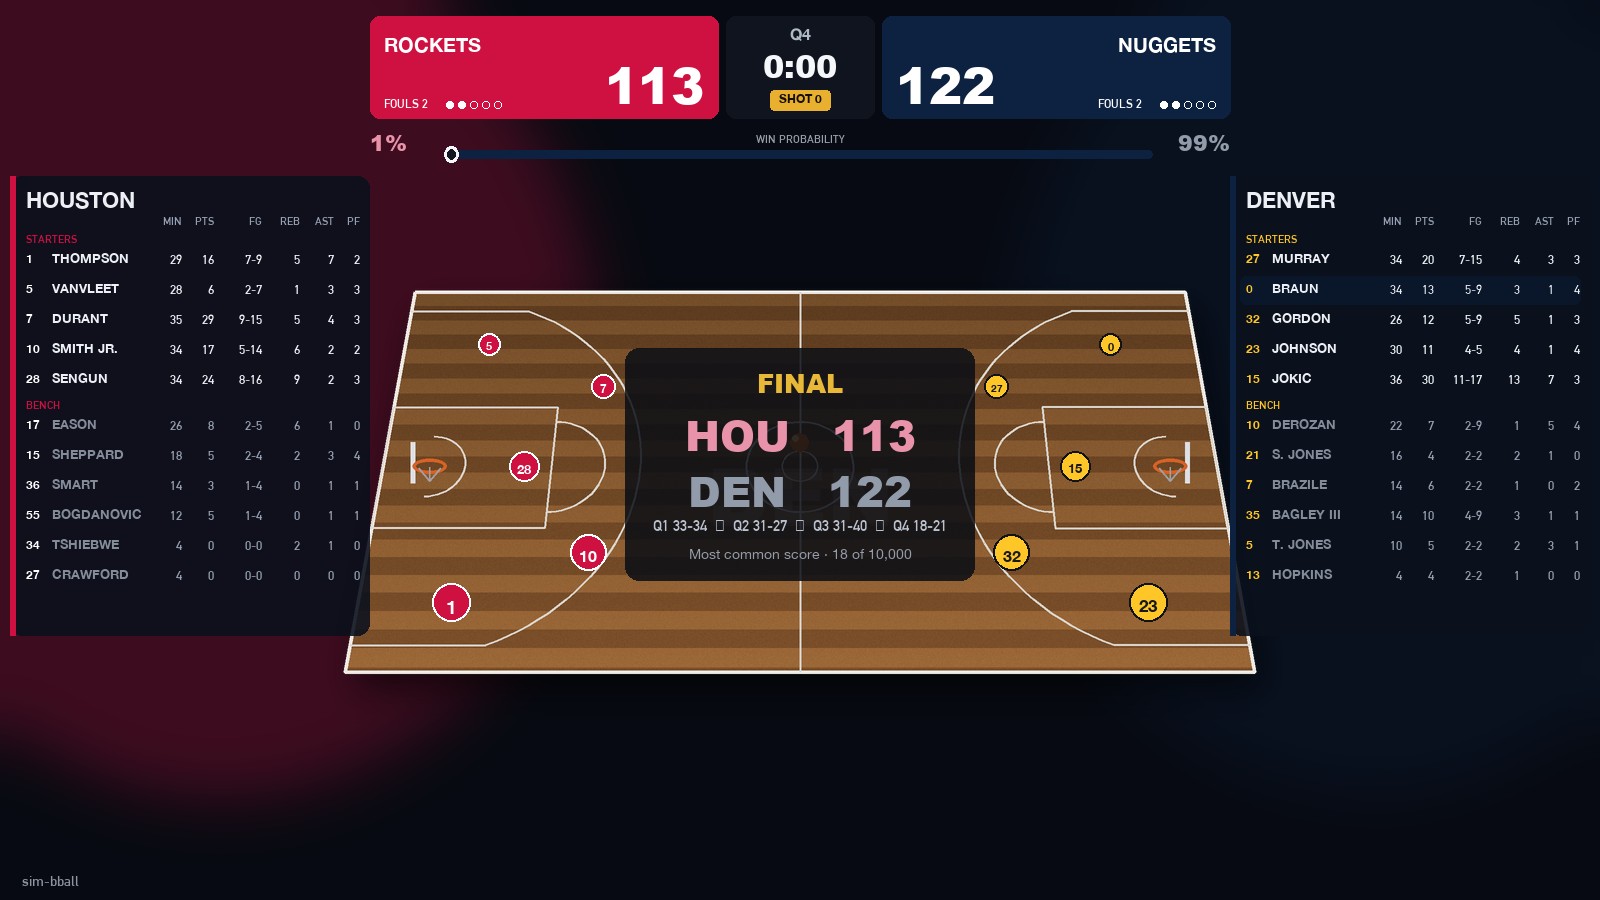 ROCKETS
113
FOULS 2
Q4
0:00
SHOT 0
NUGGETS
122
FOULS 2
1%
WIN PROBABILITY
99%
HOUSTON
MIN PTS FG REB AST PF
STARTERS
1 THOMPSON 29 16 7-9 5 7 2
5 VANVLEET 28 6 2-7 1 3 3
7 DURANT 35 29 9-15 5 4 3
10 SMITH JR. 34 17 5-14 6 2 2
28 SENGUN 34 24 8-16 9 2 3
BENCH
17 EASON 26 8 2-5 6 1 0
15 SHEPPARD 18 5 2-4 2 3 4
36 SMART 14 3 1-4 0 1 1
55 BOGDANOVIC 12 5 1-4 0 1 1
34 TSHIEBWE 4 0 0-0 2 1 0
27 CRAWFORD 4 0 0-0 0 0 0
5
7
28
10
1
FINAL
HOU 113
DEN 122
Q1 33-34 Q2 31-27 Q3 31-40 Q4 18-21
Most common score · 18 of 10,000
0
27
15
32
23
DENVER
MIN PTS FG REB AST PF
STARTERS
27 MURRAY 34 20 7-15 4 3 3
0 BRAUN 34 13 5-9 3 1 4
32 GORDON 26 12 5-9 5 1 3
23 JOHNSON 30 11 4-5 4 1 4
15 JOKIC 36 30 11-17 13 7 3
BENCH
10 DEROZAN 22 7 2-9 1 5 4
21 S. JONES 16 4 2-2 2 1 0
7 BRAZILE 14 6 2-2 1 0 2
35 BAGLEY III 14 10 4-9 3 1 1
5 T. JONES 10 5 2-2 2 3 1
13 HOPKINS 4 4 2-2 1 0 0
sim-bball